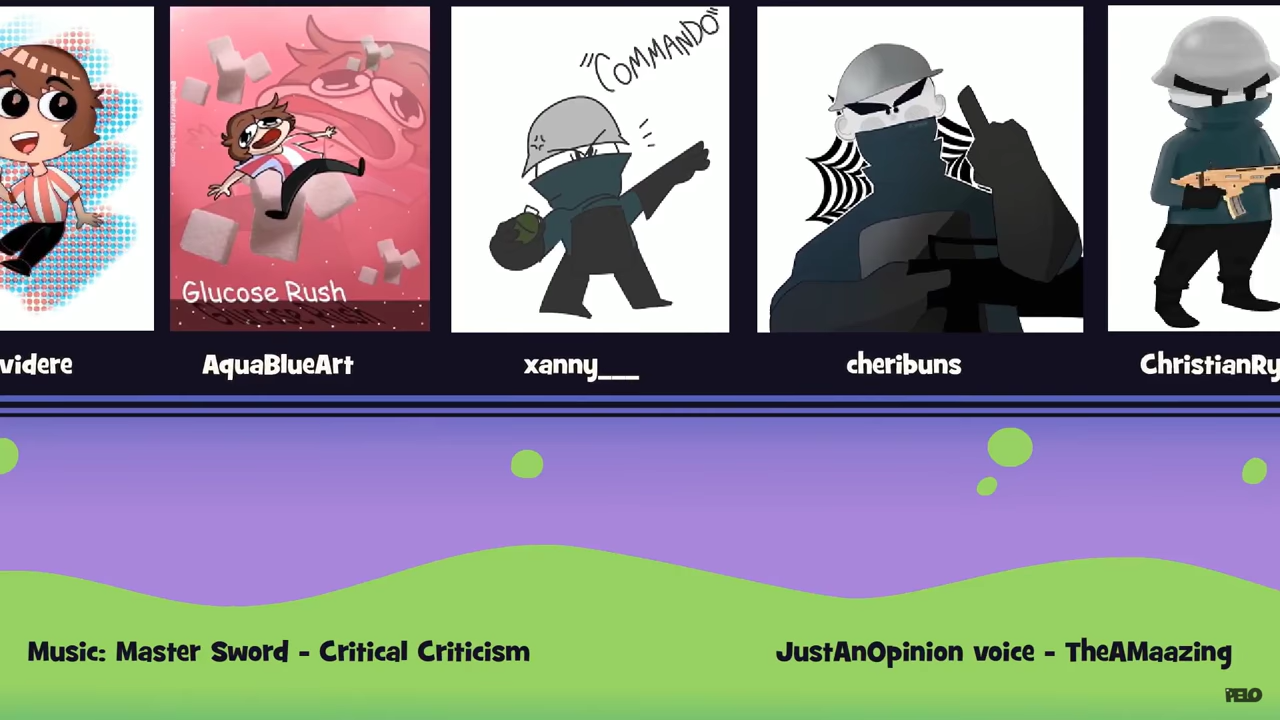 "COMMANDO"
Glucose Rush
videre
AquaBlueArt
xanny___
cheribuns
ChristianRy
Music: Master Sword - Critical Criticism
JustAnOpinion voice - TheAMaazing
PELO